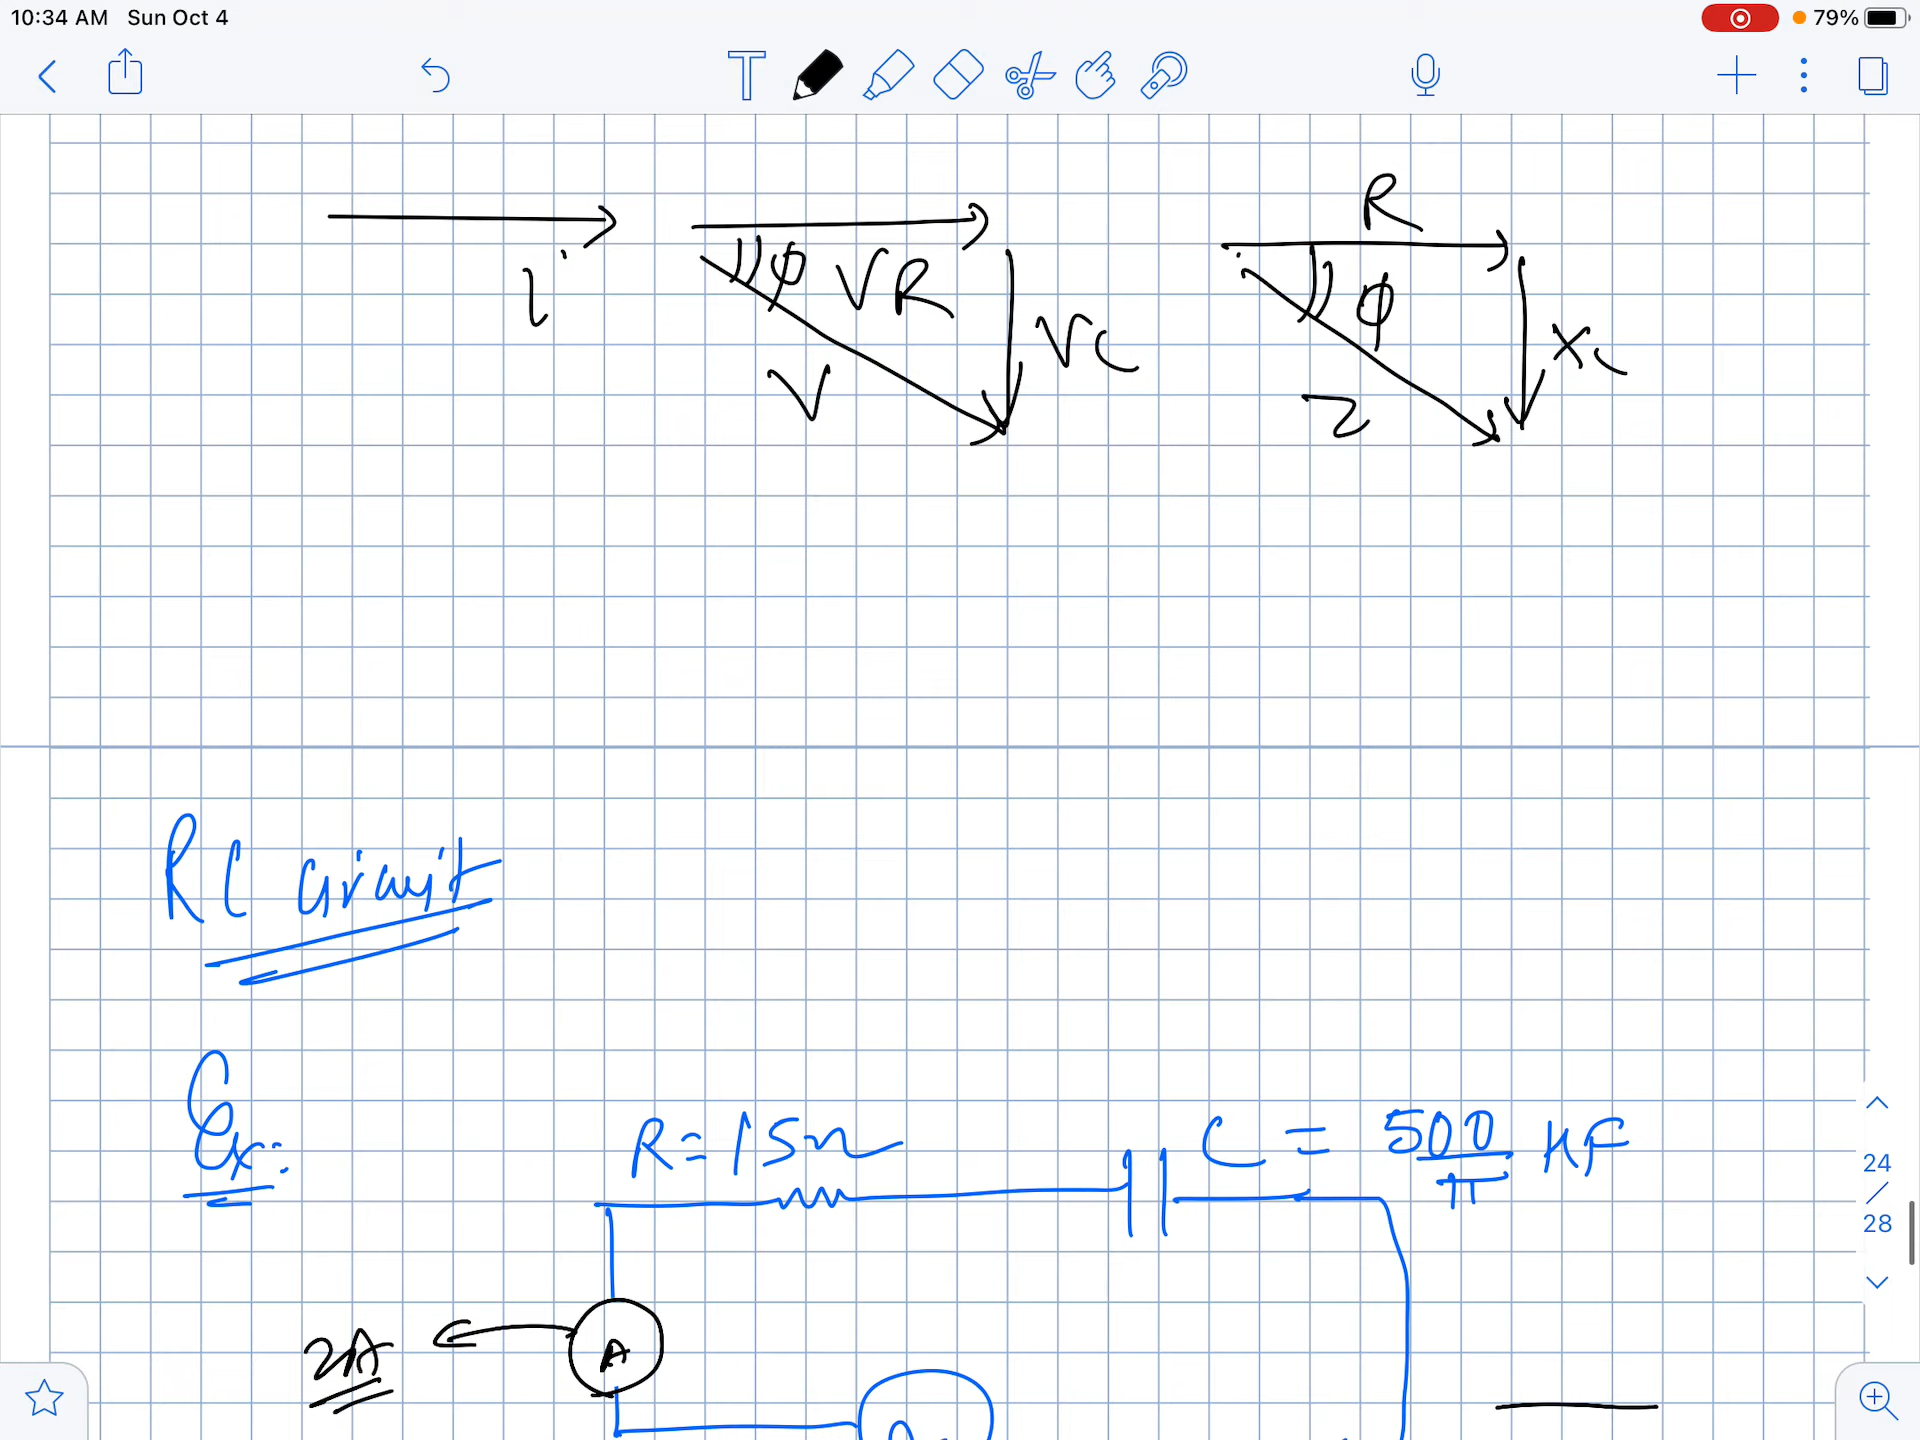 10:34 AM Sun Oct 4
79%
T
R
i
φ VR
VC
V
φ
XC
Z
RC circuit
Ex:
R = 15Ω
C = 500/π μF
24
/
28
2A
A